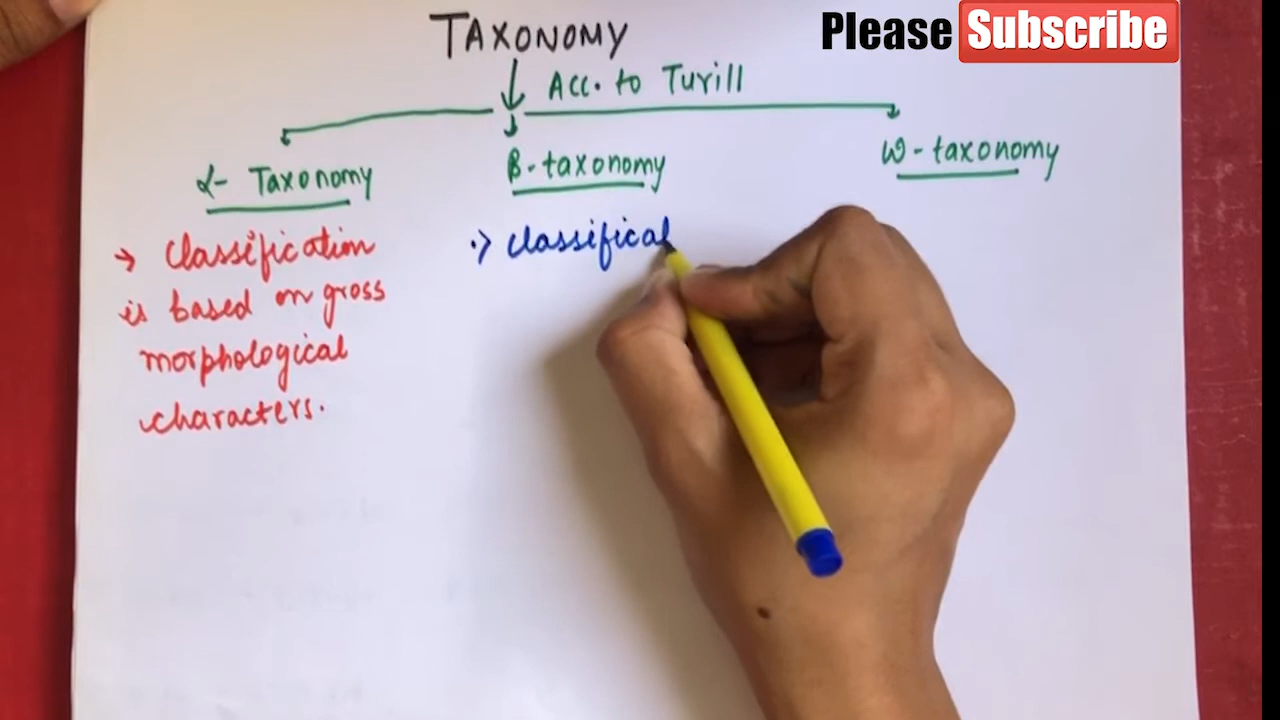 TAXONOMY
Please Subscribe
Acc. to Turill
α- Taxonomy
β-taxonomy
ω-taxonomy
→ Classification
is based on gross
morphological
characters.
·> Classificat